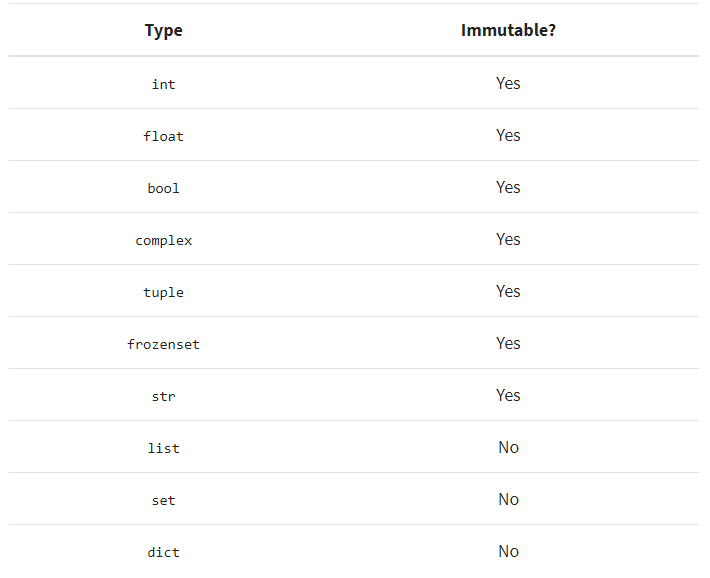 Type Immutable?
int Yes
float Yes
bool Yes
complex Yes
tuple Yes
frozenset Yes
str Yes
list No
set No
dict No